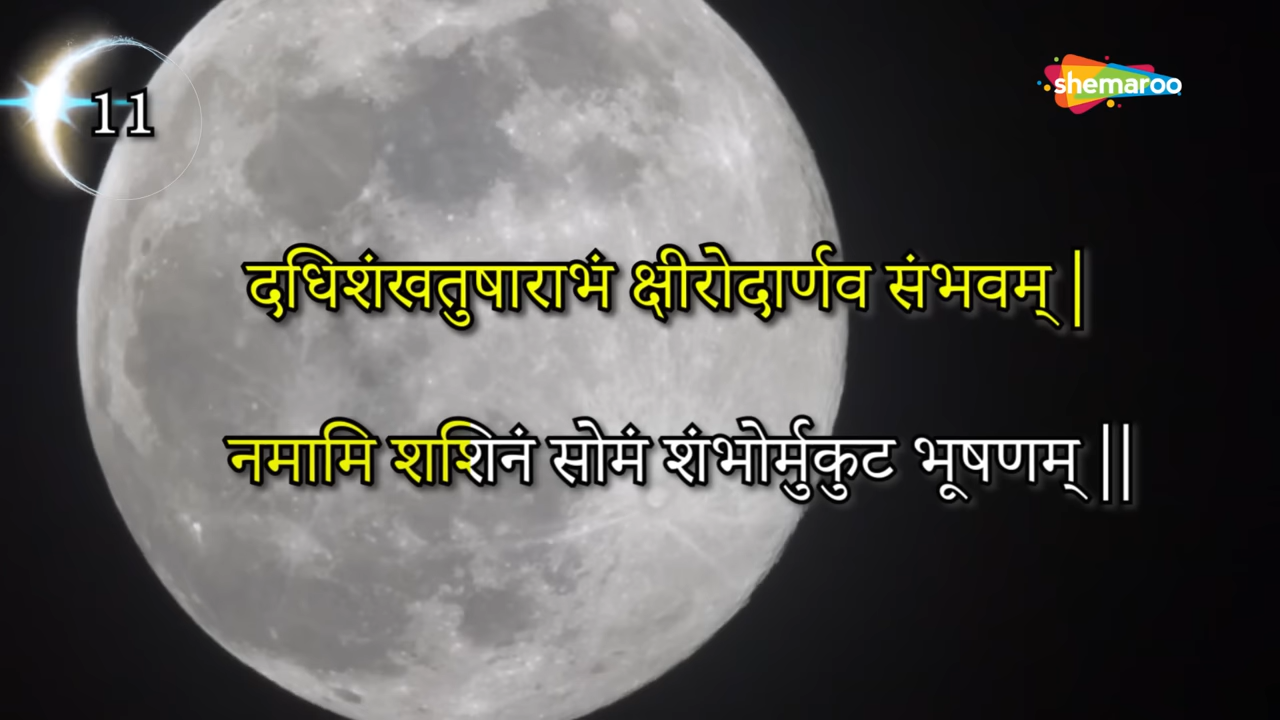 11
shemaroo
दधिशंखतुषाराभं क्षीरोदार्णव संभवम् |
नमामि शशिनं सोमं शंभोर्मुकुट भूषणम् ||